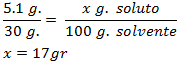 5.1 g. / 30 g. = x g. soluto / 100 g. solvente
x = 17gr